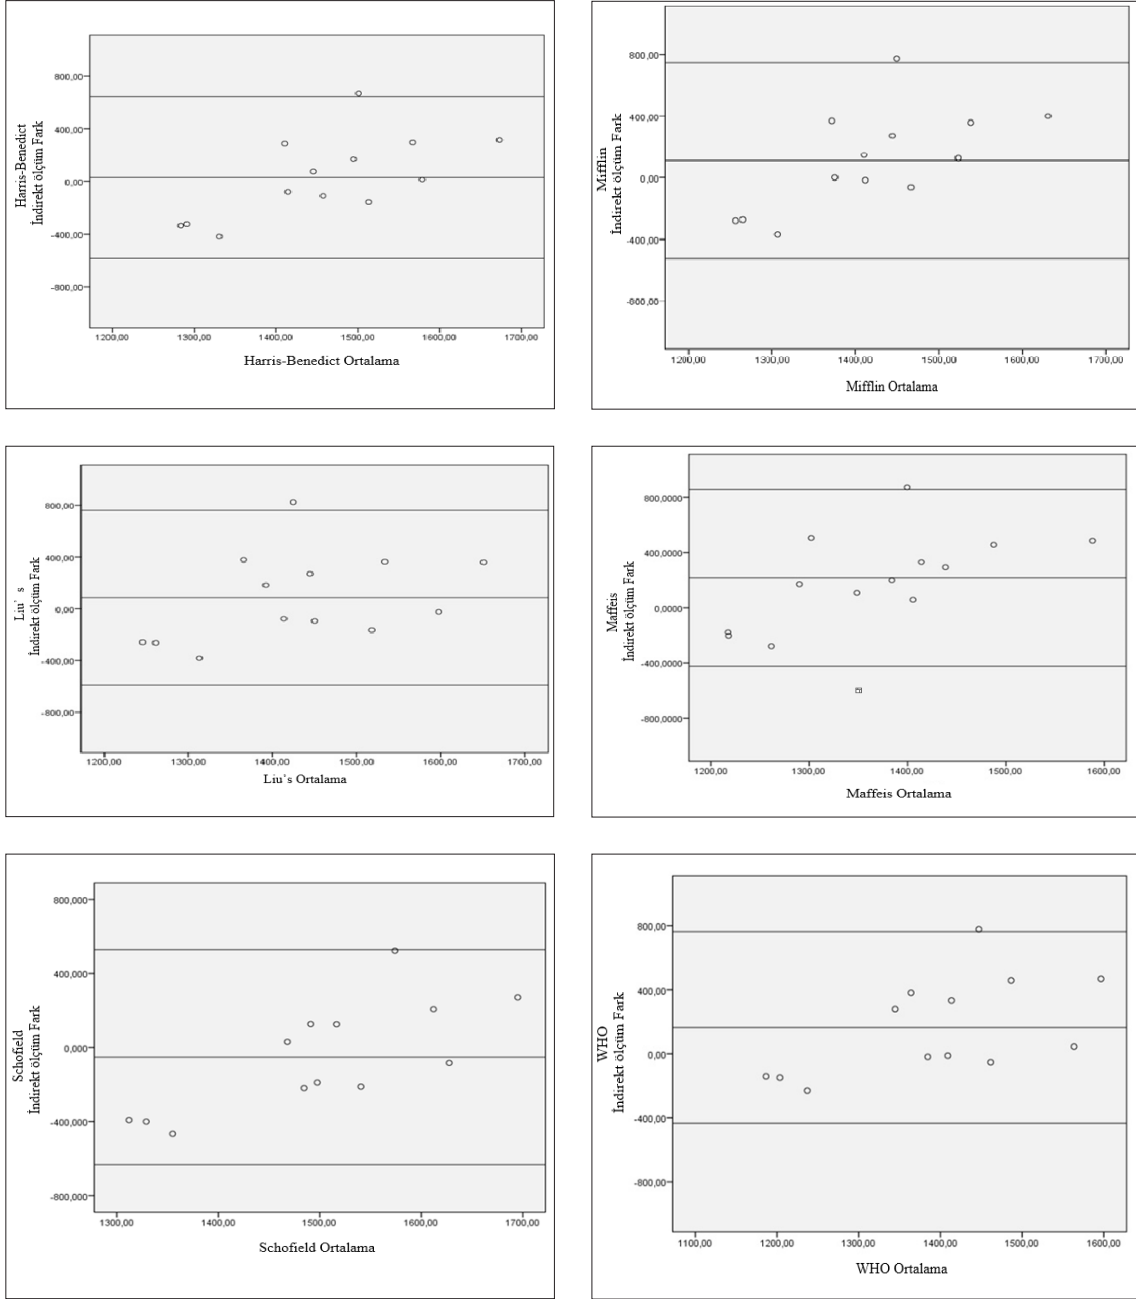 800,00
400,00
0,00
-400,00
-800,00
Harris-Benedict
İndirekt ölçüm Fark
1200,00 1300,00 1400,00 1500,00 1600,00 1700,00
Harris-Benedict Ortalama
800,00
400,00
0,00
-400,00
-800,00
Mifflin
İndirekt ölçüm Fark
1200,00 1300,00 1400,00 1500,00 1600,00 1700,00
Mifflin Ortalama
800,00
400,00
0,00
-400,00
-800,00
Liu' s
İndirekt ölçüm Fark
1200,00 1300,00 1400,00 1500,00 1600,00 1700,00
Liu's Ortalama
800,0000
400,0000
0,0000
-400,0000
-800,0000
Maffeis
İndirekt ölçüm Fark
1200,00 1300,00 1400,00 1500,00 1600,00
Maffeis Ortalama
800,000
400,000
0,000
-400,000
-800,000
Schofield
İndirekt ölçüm Fark
1300,00 1400,00 1500,00 1600,00 1700,00
Schofield Ortalama
800,00
400,00
0,00
-400,00
-800,00
WHO
İndirekt ölçüm Fark
1100,00 1200,00 1300,00 1400,00 1500,00 1600,00
WHO Ortalama